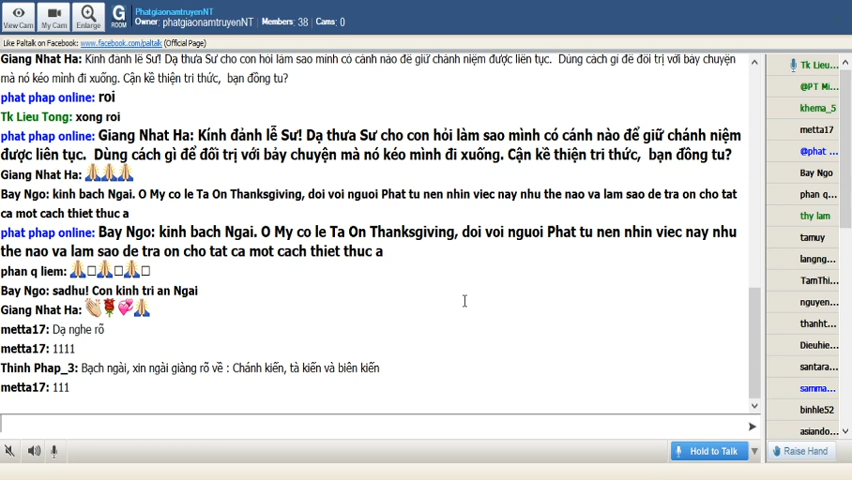 View Cam
My Cam
Enlarge
G
ROOM
PhatgiaonamtruyenNT
Owner: phatgiaonamtruyenNT Members: 38 Cams: 0
Like Paltalk on Facebook: www.facebook.com/paltalk (Official Page)
Giang Nhat Ha: Kính đảnh lễ Sư! Dạ thưa Sư cho con hỏi làm sao mình có cánh nào để giữ chánh niệm được liên tục. Dùng cách gì để đối trị với bảy chuyện
mà nó kéo mình đi xuống. Cận kề thiện tri thức, bạn đồng tu?
phat phap online: roi
Tk Lieu Tong: xong roi
phat phap online: Giang Nhat Ha: Kính đảnh lễ Sư! Dạ thưa Sư cho con hỏi làm sao mình có cánh nào để giữ chánh niệm
được liên tục. Dùng cách gì để đối trị với bảy chuyện mà nó kéo mình đi xuống. Cận kề thiện tri thức, bạn đồng tu?
Giang Nhat Ha: 🙏🙏🙏
Bay Ngo: kinh bach Ngai. O My co le Ta On Thanksgiving, doi voi nguoi Phat tu nen nhin viec nay nhu the nao va lam sao de tra on cho tat
ca mot cach thiet thuc a
phat phap online: Bay Ngo: kinh bach Ngai. O My co le Ta On Thanksgiving, doi voi nguoi Phat tu nen nhin viec nay nhu
the nao va lam sao de tra on cho tat ca mot cach thiet thuc a
phan q liem: 🙏□🙏□🙏□
Bay Ngo: sadhu! Con kinh tri an Ngai
Giang Nhat Ha: 👏🌹💞🙏
metta17: Dạ nghe rõ
metta17: 1111
Thinh Phap_3: Bạch ngài, xin ngài giàng rõ về : Chánh kiến, tà kiến và biên kiến
metta17: 111
Tk Lieu...
@PT Mi...
khema_5
metta17
@phat ...
Bay Ngo
phan q...
thy lam
tamuy
langng...
TamThi...
nguyen...
thanht...
Dieuhie...
santara...
samma...
binhle52
asiando...
Hold to Talk
Raise Hand